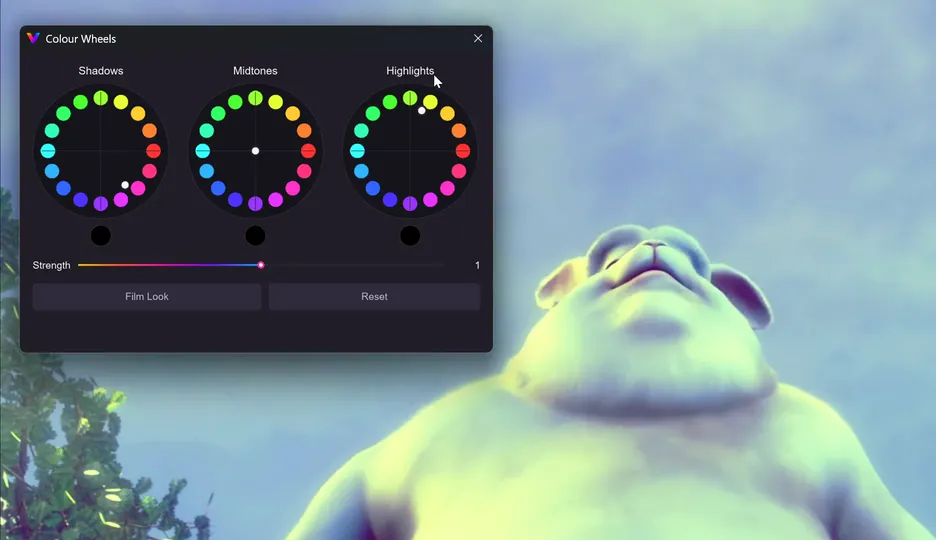 Colour Wheels
Shadows
Midtones
Highlights
Strength
1
Film Look
Reset